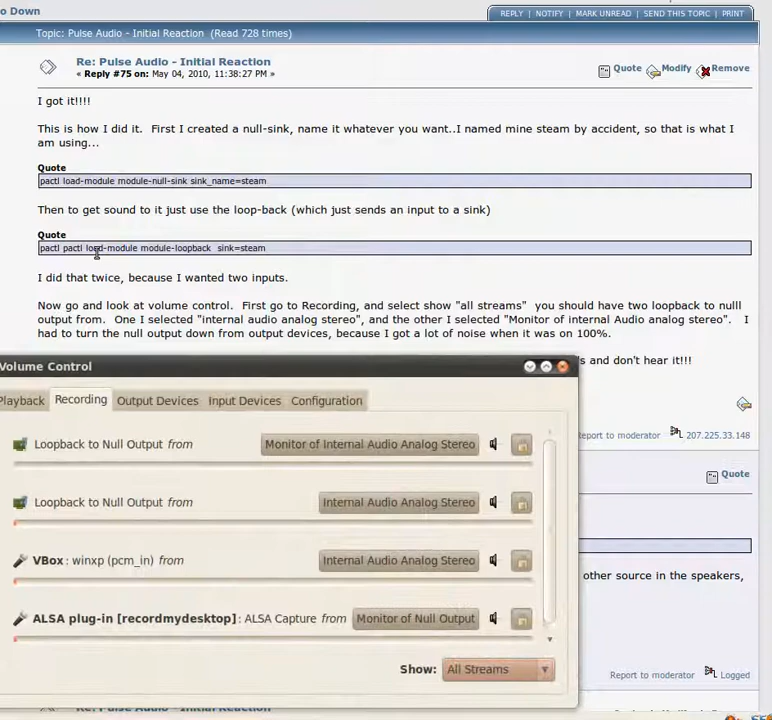 o Down
REPLY | NOTIFY | MARK UNREAD | SEND THIS TOPIC | PRINT
Topic: Pulse Audio - Initial Reaction (Read 728 times)
Re: Pulse Audio - Initial Reaction
Quote Modify Remove
« Reply #75 on: May 04, 2010, 11:38:27 PM »
I got it!!!!
This is how I did it. First I created a null-sink, name it whatever you want..I named mine steam by accident, so that is what I
am using...
Quote
pactl load-module module-null-sink sink_name=steam
Then to get sound to it just use the loop-back (which just sends an input to a sink)
Quote
pactl pactl load-module module-loopback sink=steam
I did that twice, because I wanted two inputs.
Now go and look at volume control. First go to Recording, and select show "all streams" you should have two loopback to nulll
output from. One I selected "internal audio analog stereo", and the other I selected "Monitor of internal Audio analog stereo". I
had to turn the null output down from output devices, because I got a lot of noise when it was on 100%.
s and don't hear it!!!
Volume Control
Playback Recording Output Devices Input Devices Configuration
Loopback to Null Output from Monitor of Internal Audio Analog Stereo
Report to moderator 207.225.33.148
Quote
Loopback to Null Output from Internal Audio Analog Stereo
VBox : winxp (pcm_in) from Internal Audio Analog Stereo
other source in the speakers,
ALSA plug-in [recordmydesktop] : ALSA Capture from Monitor of Null Output
Show: All Streams
Report to moderator Logged
Re: Pulse Audio - Initial Reaction